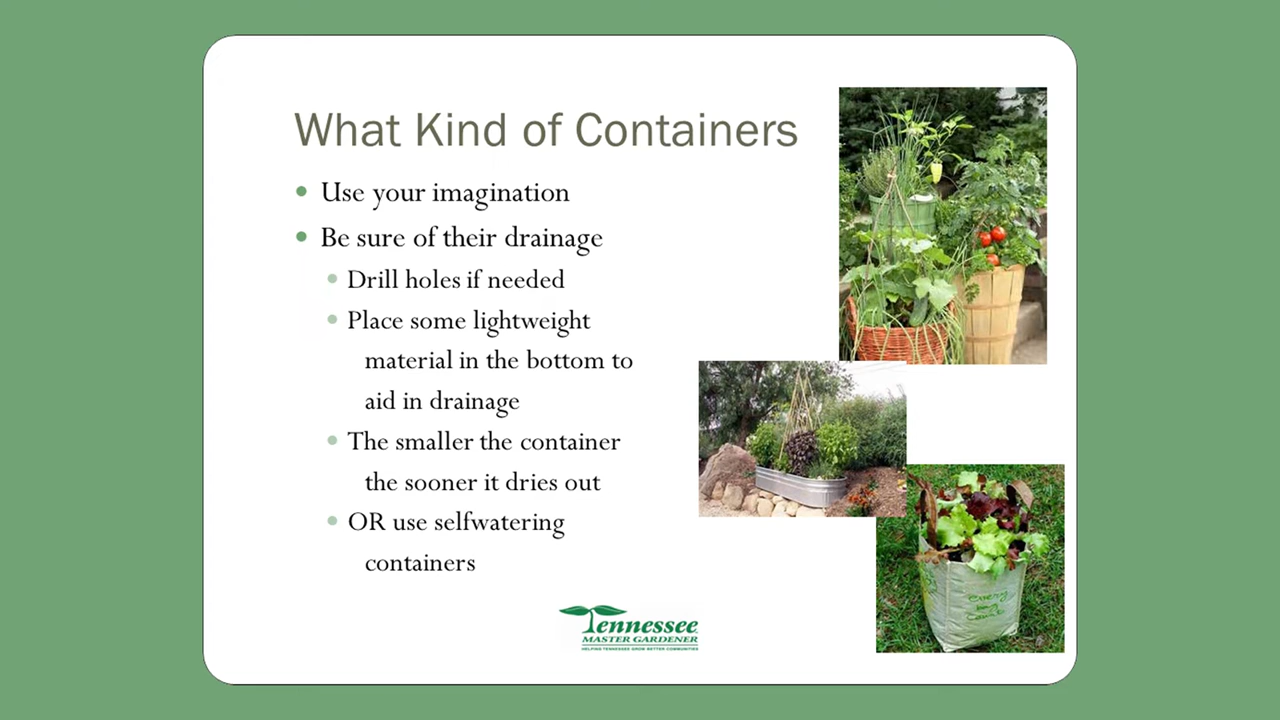 What Kind of Containers
• Use your imagination
• Be sure of their drainage
• Drill holes if needed
• Place some lightweight
material in the bottom to
aid in drainage
• The smaller the container
the sooner it dries out
• OR use selfwatering
containers
Tennessee
MASTER GARDENER
HELPING TENNESSEE GROW BETTER COMMUNITIES
every